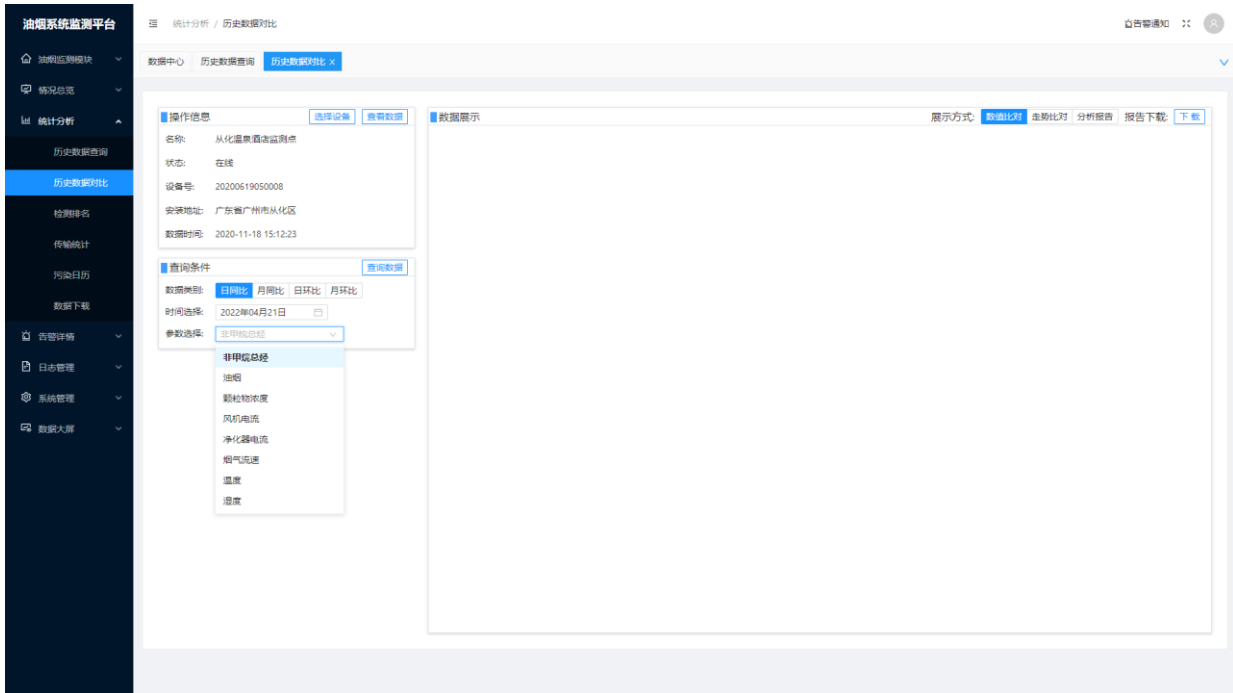 油烟系统监测平台
统计分析 / 历史数据对比
告警通知
油烟监测模块
情况总览
统计分析
历史数据查询
历史数据对比
检测排名
传输统计
污染日历
数据下载
告警详情
日志管理
系统管理
数据大屏
数据中心 历史数据查询 历史数据对比 ×
操作信息 选择设备 查看数据
名称: 从化温泉酒店监测点
状态: 在线
设备号: 20200619050008
安装地址: 广东省广州市从化区
数据时间: 2020-11-18 15:12:23
查询条件 查询数据
数据类别: 日同比 月同比 日环比 月环比
时间选择: 2022年04月21日
参数选择: 非甲烷总烃
非甲烷总烃
油烟
颗粒物浓度
风机电流
净化器电流
烟气流速
温度
湿度
数据展示 展示方式: 数值比对 走势比对 分析报告 报告下载: 下载